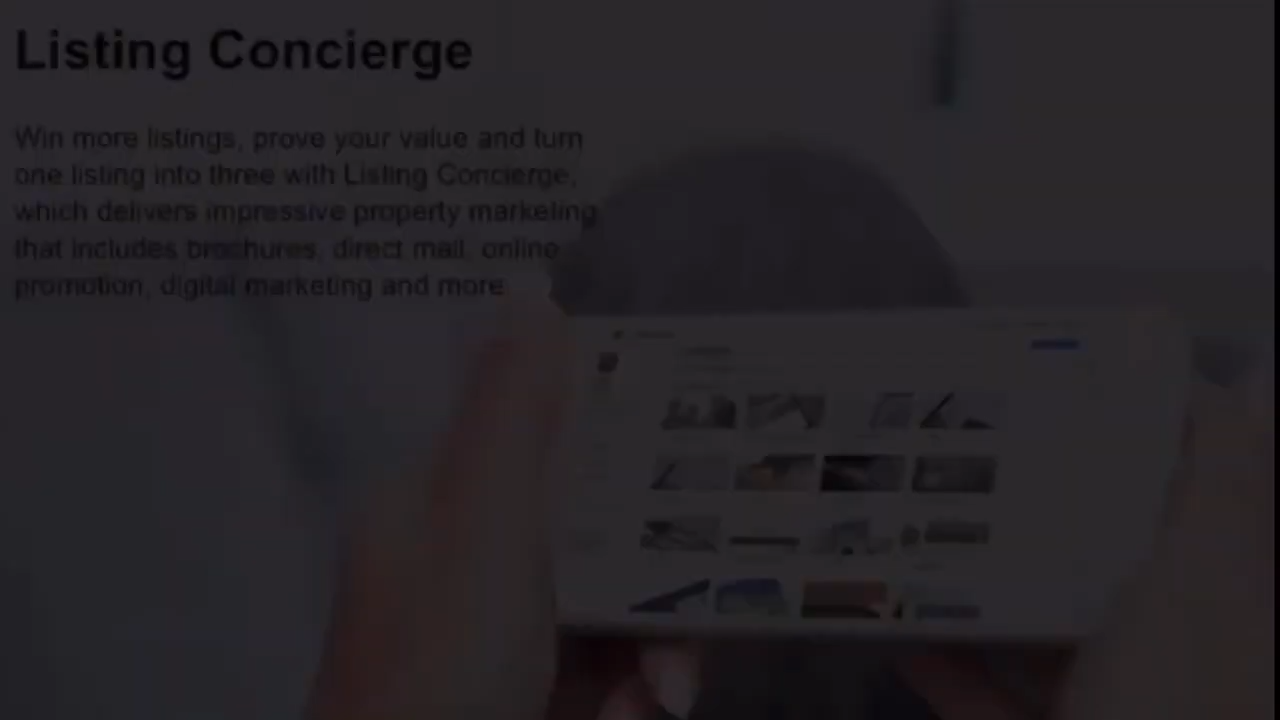 Listing Concierge
Win more listings, prove your value and turn
one listing into three with Listing Concierge,
which delivers impressive property marketing
that includes brochures, direct mail, online
promotion, digital marketing and more